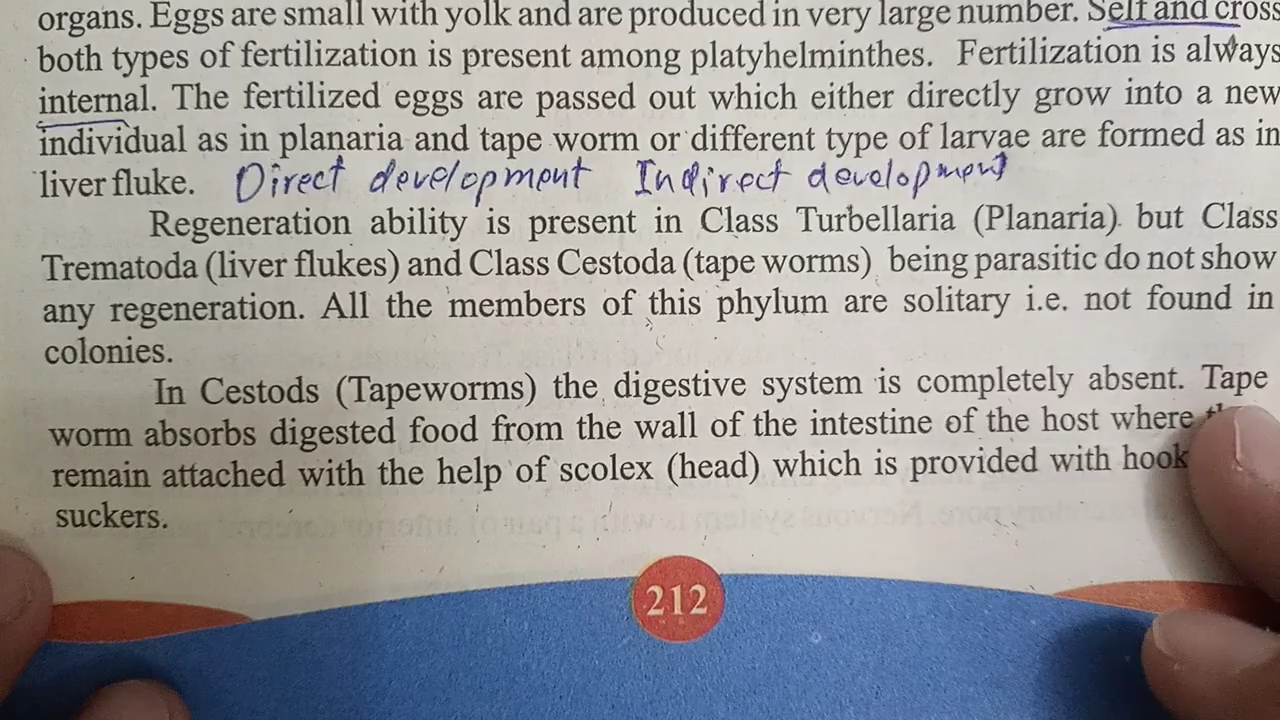 organs. Eggs are small with yolk and are produced in very large number. Self and cross
both types of fertilization is present among platyhelminthes. Fertilization is always
internal. The fertilized eggs are passed out which either directly grow into a new
individual as in planaria and tape worm or different type of larvae are formed as in
liver fluke. Direct development Indirect development
Regeneration ability is present in Class Turbellaria (Planaria) but Class
Trematoda (liver flukes) and Class Cestoda (tape worms) being parasitic do not show
any regeneration. All the members of this phylum are solitary i.e. not found in
colonies.
In Cestods (Tapeworms) the digestive system is completely absent. Tape
worm absorbs digested food from the wall of the intestine of the host where
remain attached with the help of scolex (head) which is provided with hook
suckers.
212